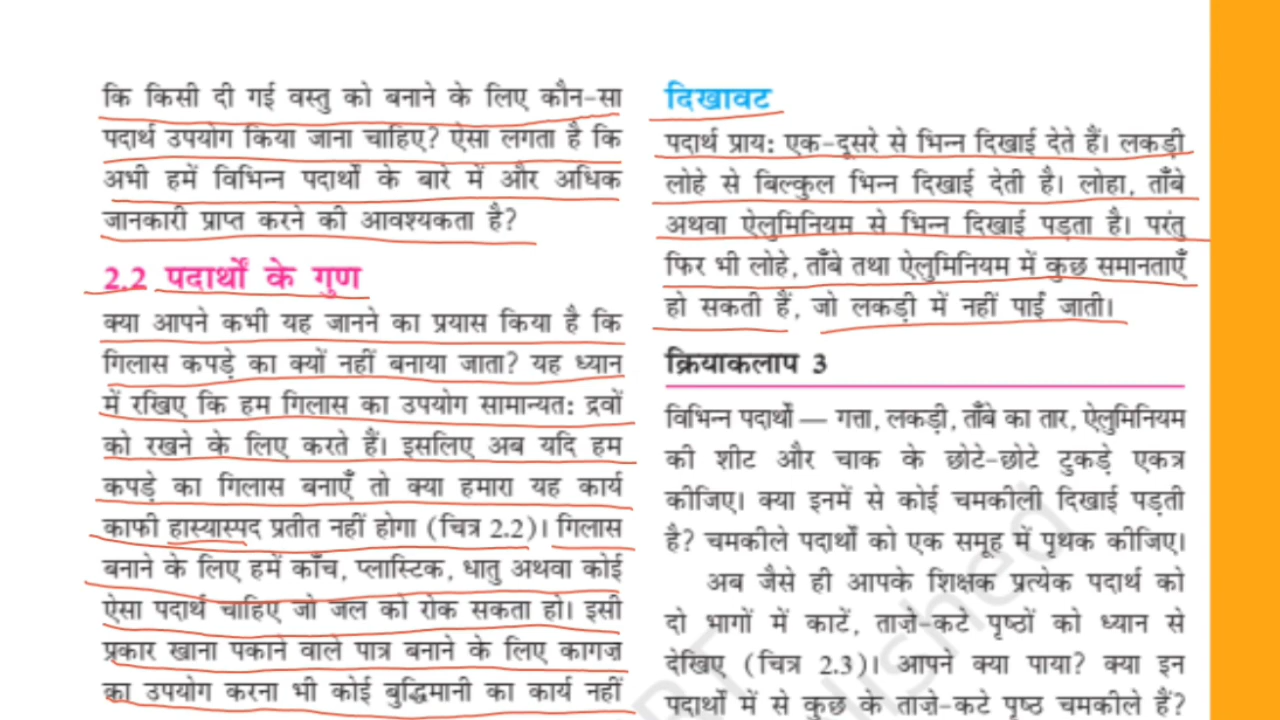 कि किसी दी गई वस्तु को बनाने के लिए कौन-सा
पदार्थ उपयोग किया जाना चाहिए? ऐसा लगता है कि
अभी हमें विभिन्न पदार्थों के बारे में और अधिक
जानकारी प्राप्त करने की आवश्यकता है?
2.2 पदार्थों के गुण
क्या आपने कभी यह जानने का प्रयास किया है कि
गिलास कपड़े का क्यों नहीं बनाया जाता? यह ध्यान
में रखिए कि हम गिलास का उपयोग सामान्यत: द्रवों
को रखने के लिए करते हैं। इसलिए अब यदि हम
कपड़े का गिलास बनाएँ तो क्या हमारा यह कार्य
काफी हास्यास्पद प्रतीत नहीं होगा (चित्र 2.2)। गिलास
बनाने के लिए हमें काँच, प्लास्टिक, धातु अथवा कोई
ऐसा पदार्थ चाहिए जो जल को रोक सकता हो। इसी
प्रकार खाना पकाने वाले पात्र बनाने के लिए कागज़
का उपयोग करना भी कोई बुद्धिमानी का कार्य नहीं
दिखावट
पदार्थ प्राय: एक-दूसरे से भिन्न दिखाई देते हैं। लकड़ी
लोहे से बिल्कुल भिन्न दिखाई देती है। लोहा, ताँबे
अथवा ऐलुमिनियम से भिन्न दिखाई पड़ता है। परंतु
फिर भी लोहे, ताँबे तथा ऐलुमिनियम में कुछ समानताएँ
हो सकती हैं, जो लकड़ी में नहीं पाई जाती।
क्रियाकलाप 3
विभिन्न पदार्थों — गत्ता, लकड़ी, ताँबे का तार, ऐलुमिनियम
की शीट और चाक के छोटे-छोटे टुकड़े एकत्र
कीजिए। क्या इनमें से कोई चमकीली दिखाई पड़ती
है? चमकीले पदार्थों को एक समूह में पृथक कीजिए।
अब जैसे ही आपके शिक्षक प्रत्येक पदार्थ को
दो भागों में काटें, ताज़े-कटे पृष्ठों को ध्यान से
देखिए (चित्र 2.3)। आपने क्या पाया? क्या इन
पदार्थों में से कुछ के ताज़े-कटे पृष्ठ चमकीले हैं?